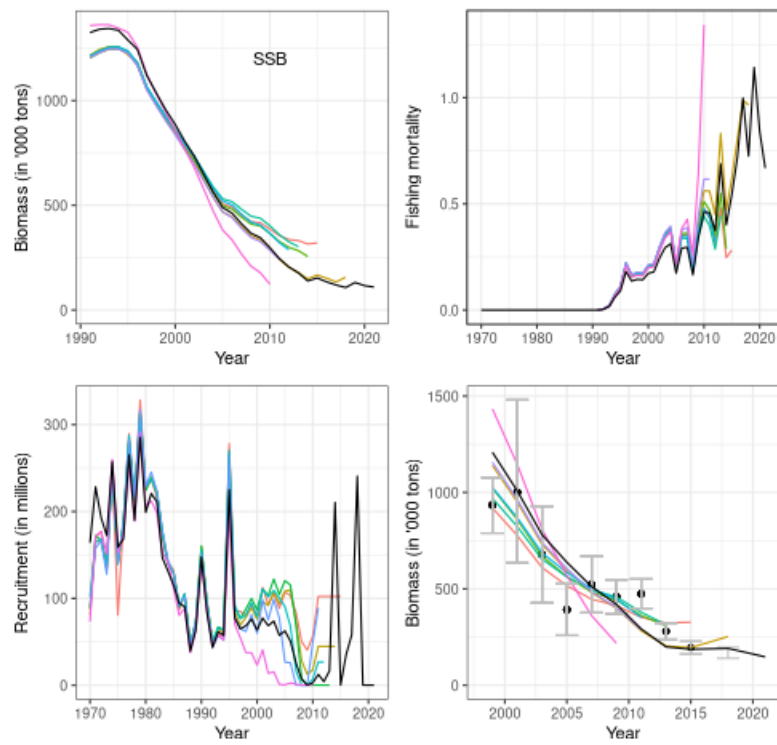 SSB
Biomass (in '000 tons)
1000
500
0
1990 2000 2010 2020
Year
Fishing mortality
1.0
0.5
0.0
1970 1980 1990 2000 2010 2020
Year
Recruitment (in millions)
300
200
100
0
1970 1980 1990 2000 2010 2020
Year
Biomass (in '000 tons)
1500
1000
500
0
2000 2005 2010 2015 2020
Year